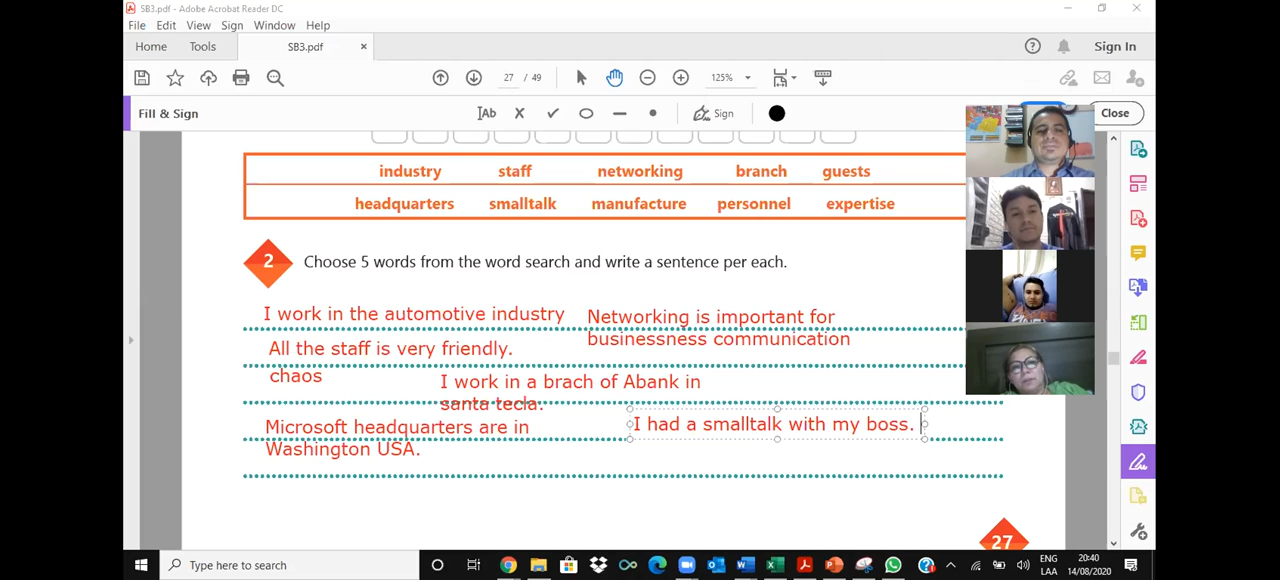 SB3.pdf - Adobe Acrobat Reader DC
File Edit View Sign Window Help
Home Tools SB3.pdf × Sign In
27 / 49 125%
Fill & Sign Ab Sign Close
industry staff networking branch guests
headquarters smalltalk manufacture personnel expertise
2 Choose 5 words from the word search and write a sentence per each.
I work in the automotive industry
Networking is important for
businessness communication
All the staff is very friendly.
chaos
I work in a brach of Abank in
santa tecla.
Microsoft headquarters are in
Washington USA.
I had a smalltalk with my boss.
27
Type here to search
ENG
LAA
20:40
14/08/2020